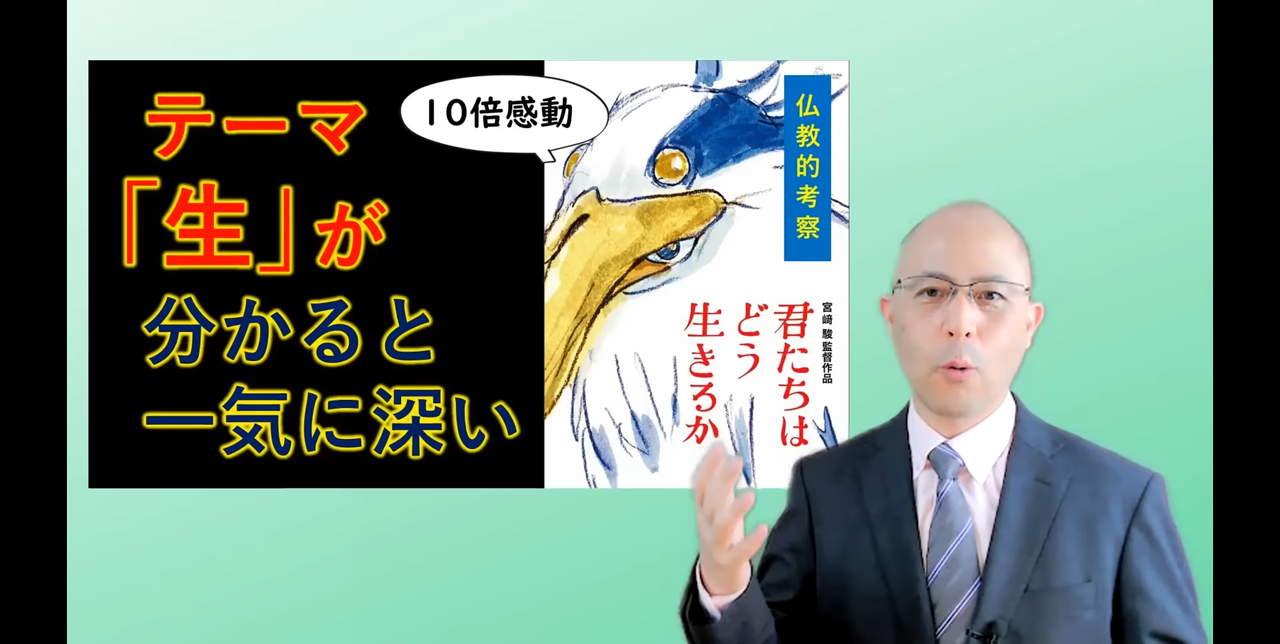 テーマ
「生」が
分かると
一気に深い
10倍感動
仏教的考察
宮﨑 駿 監督作品
君たちは
どう
生きるか